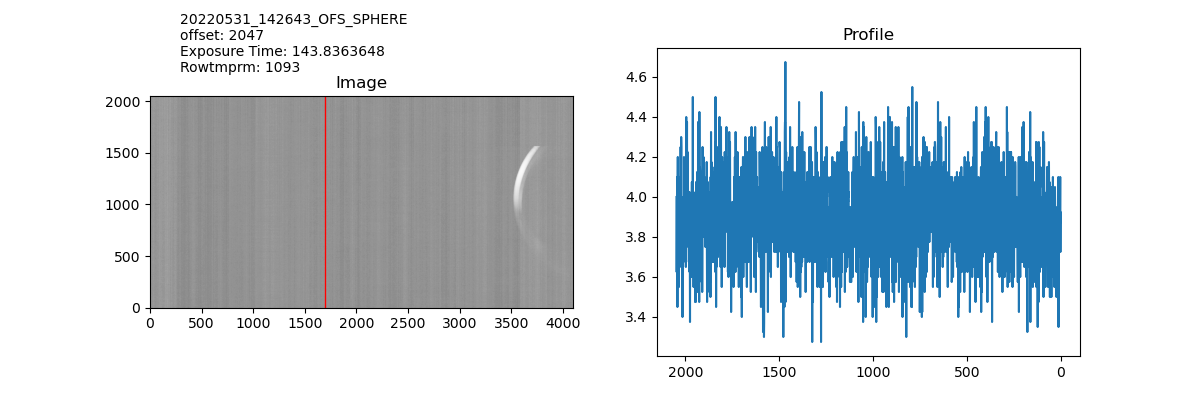 20220531_142643_OFS_SPHERE
offset: 2047
Exposure Time: 143.8363648
Rowtmprm: 1093
Image
2000
1500
1000
500
0
0 500 1000 1500 2000 2500 3000 3500 4000
Profile
4.6
4.4
4.2
4.0
3.8
3.6
3.4
2000 1500 1000 500 0